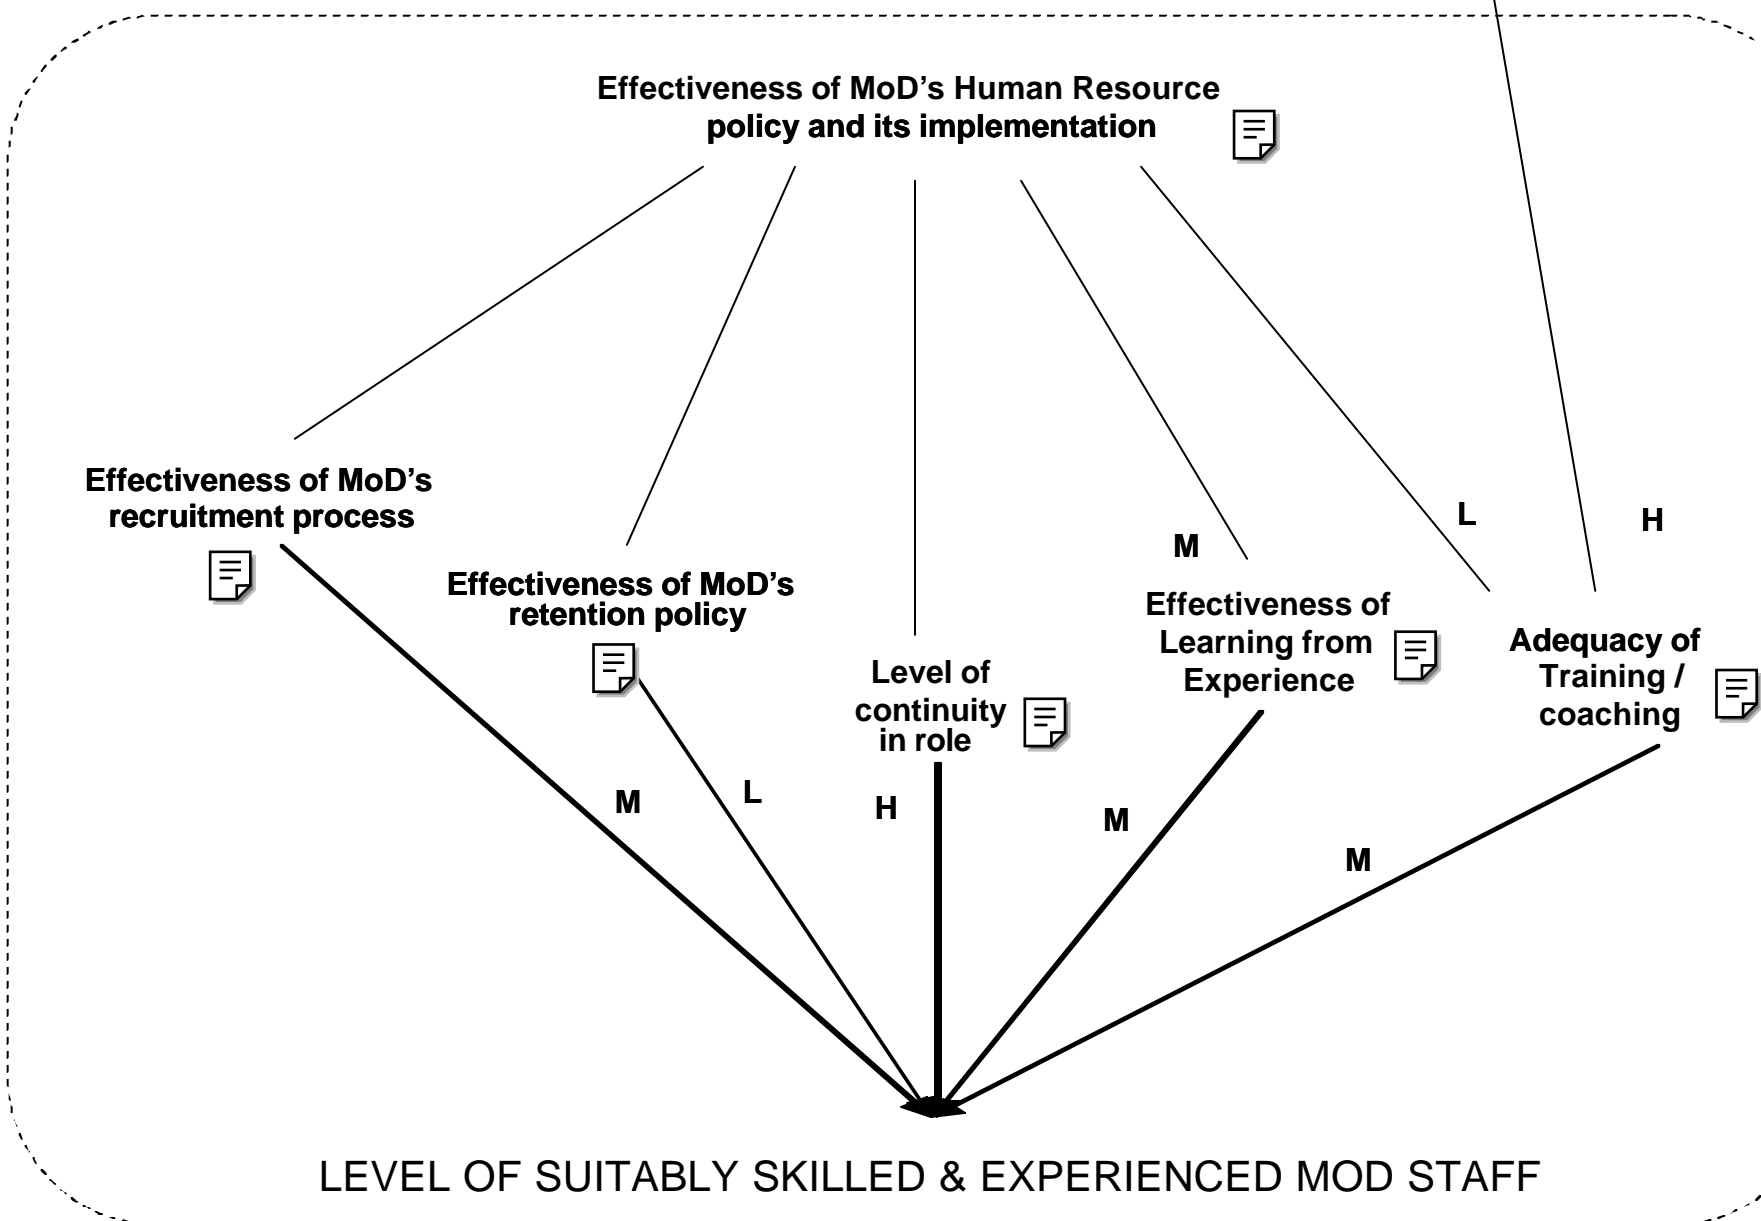 Effectiveness of MoD’s Human Resource
policy and its implementation
Effectiveness of MoD’s
recruitment process
Effectiveness of MoD’s
retention policy
Level of
continuity
in role
M
Effectiveness of
Learning from
Experience
L
H
Adequacy of
Training /
coaching
M
L
H
M
M
LEVEL OF SUITABLY SKILLED & EXPERIENCED MOD STAFF